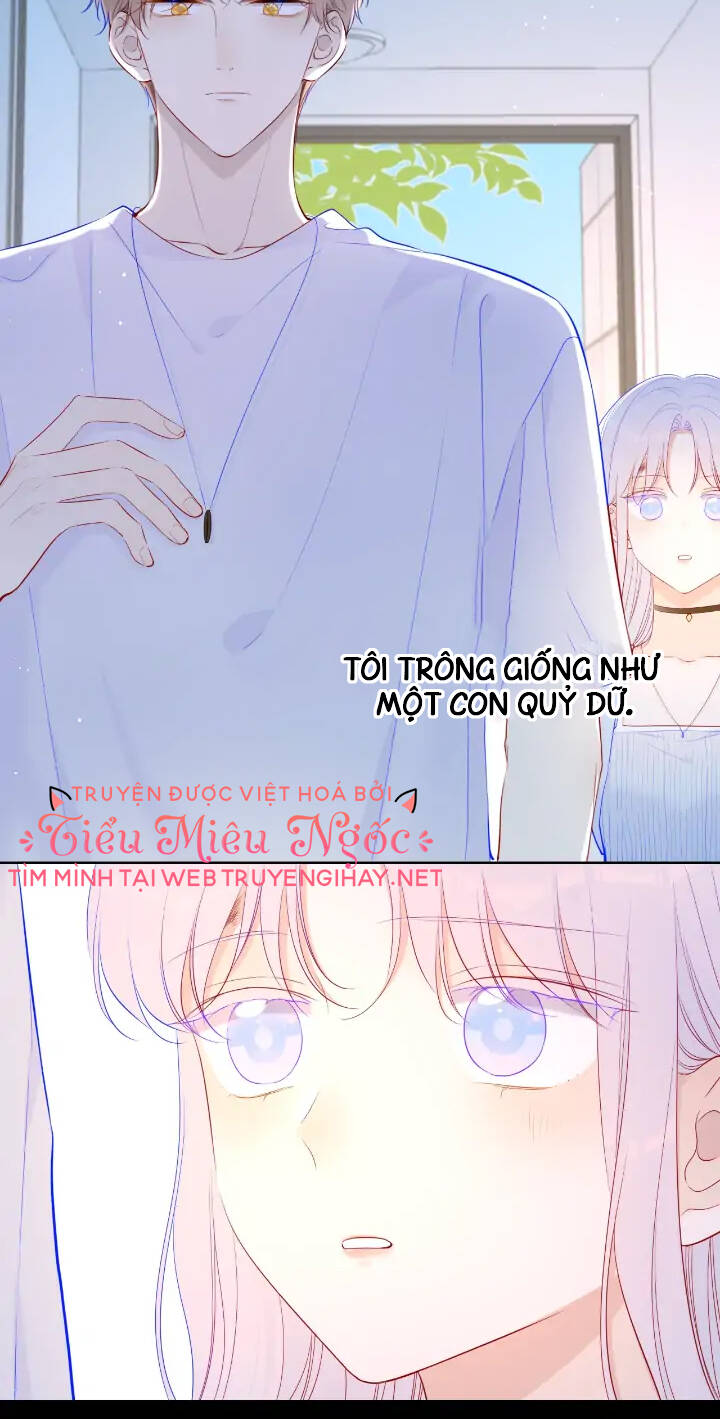 TÔI TRÔNG GIỐNG NHƯ
MỘT CON QUỶ DỮ.
TRUYỆN ĐƯỢC VIỆT HOÁ BỞI
Tiểu Miêu Ngốc
TÌM MÌNH TẠI WEB TRUYENGIHAY.NET